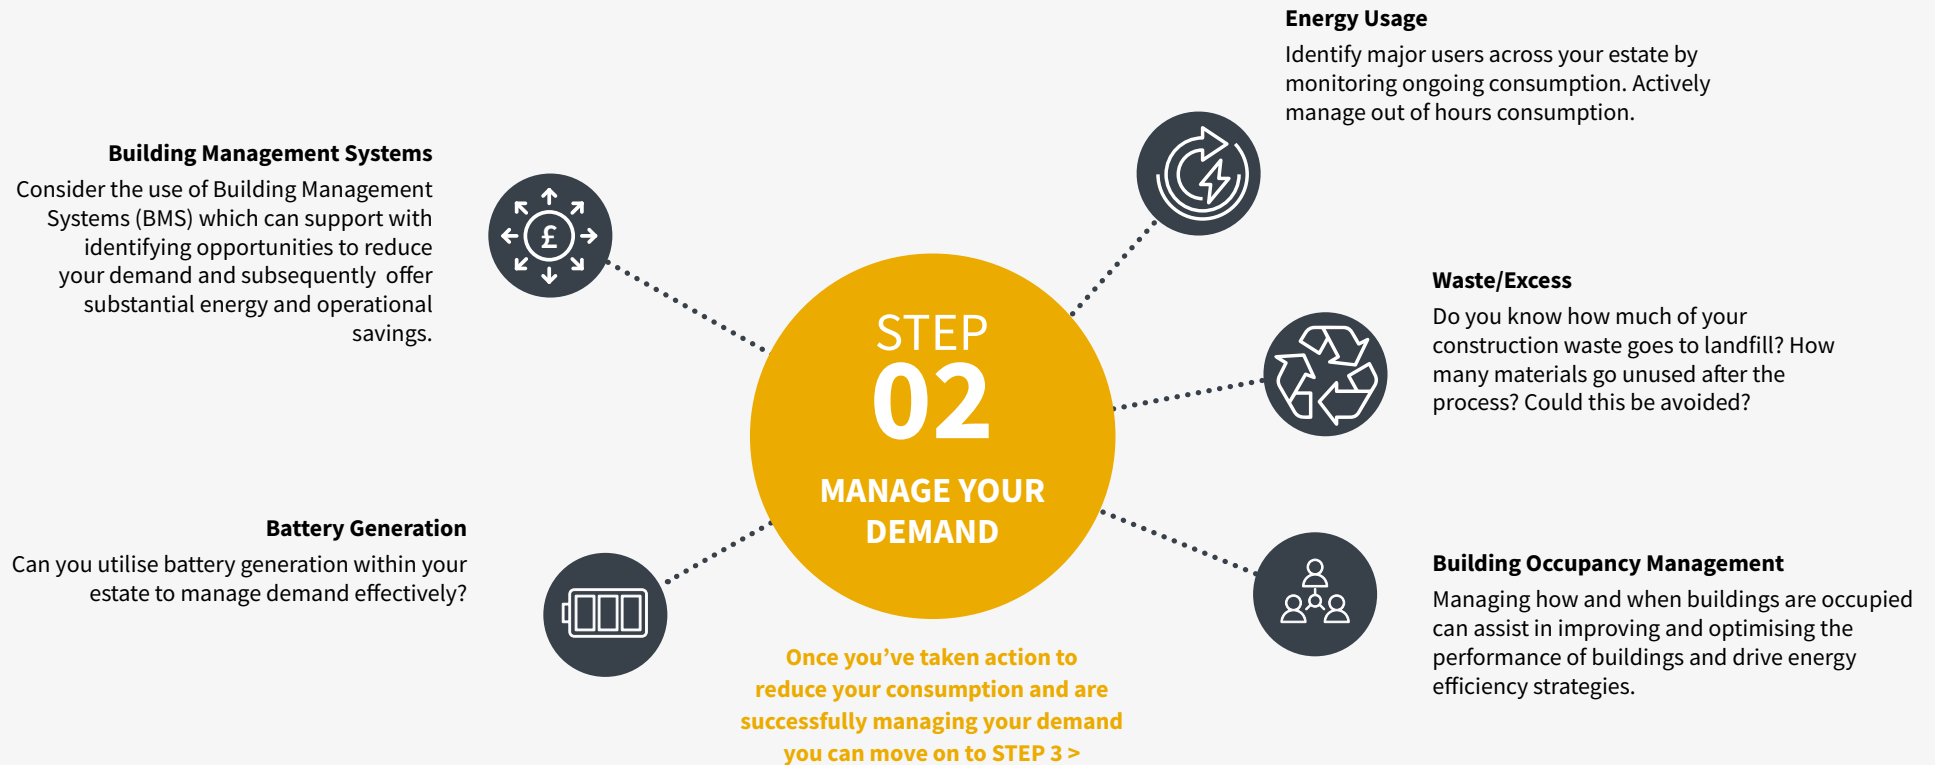 Energy Usage
Identify major users across your estate by
monitoring ongoing consumption. Actively
manage out of hours consumption.
Building Management Systems
Consider the use of Building Management
Systems (BMS) which can support with
identifying opportunities to reduce
your demand and subsequently offer
substantial energy and operational
savings.
£
Waste/Excess
Do you know how much of your
construction waste goes to landfill? How
many materials go unused after the
process? Could this be avoided?
STEP
02
MANAGE YOUR
DEMAND
Battery Generation
Can you utilise battery generation within your
estate to manage demand effectively?
Building Occupancy Management
Managing how and when buildings are occupied
can assist in improving and optimising the
performance of buildings and drive energy
efficiency strategies.
Once you’ve taken action to
reduce your consumption and are
successfully managing your demand
you can move on to STEP 3 >